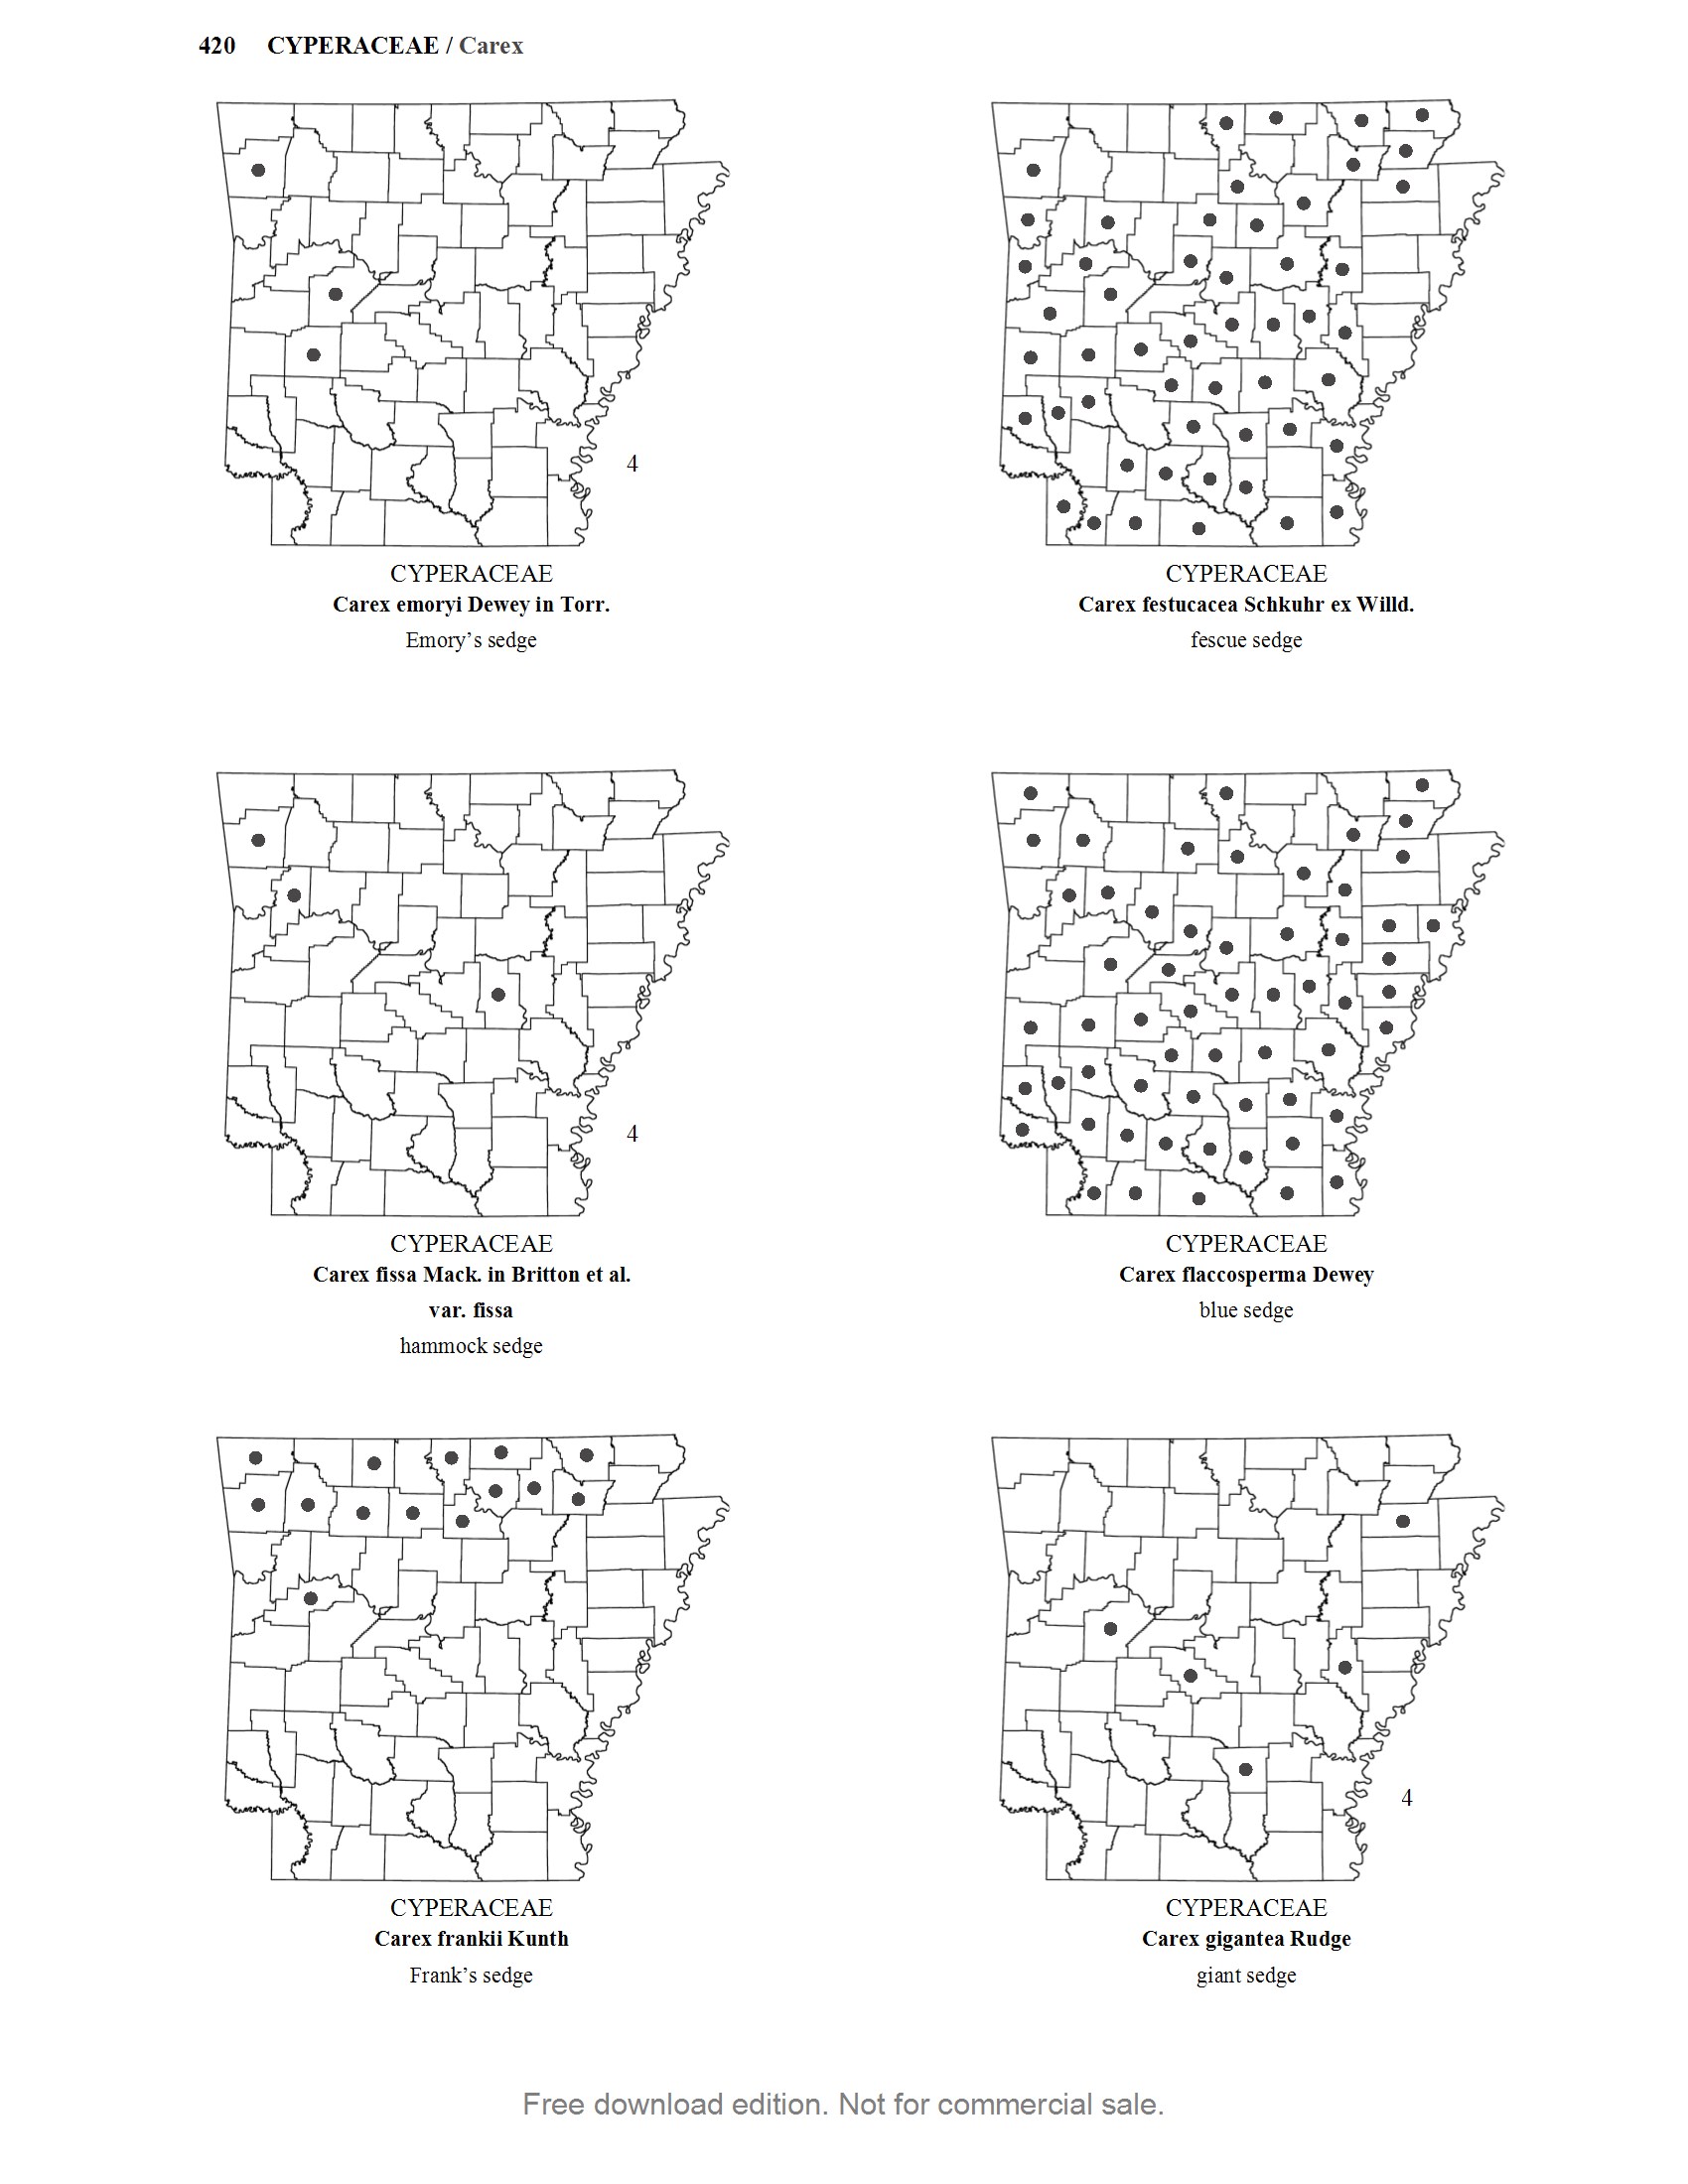 420 CYPERACEAE / Carex
4
CYPERACEAE
Carex emoryi Dewey in Torr.
Emory’s sedge
CYPERACEAE
Carex festucacea Schkuhr ex Willd.
fescue sedge
4
CYPERACEAE
Carex fissa Mack. in Britton et al.
var. fissa
hammock sedge
CYPERACEAE
Carex flaccosperma Dewey
blue sedge
CYPERACEAE
Carex frankii Kunth
Frank’s sedge
4
CYPERACEAE
Carex gigantea Rudge
giant sedge
Free download edition. Not for commercial sale.